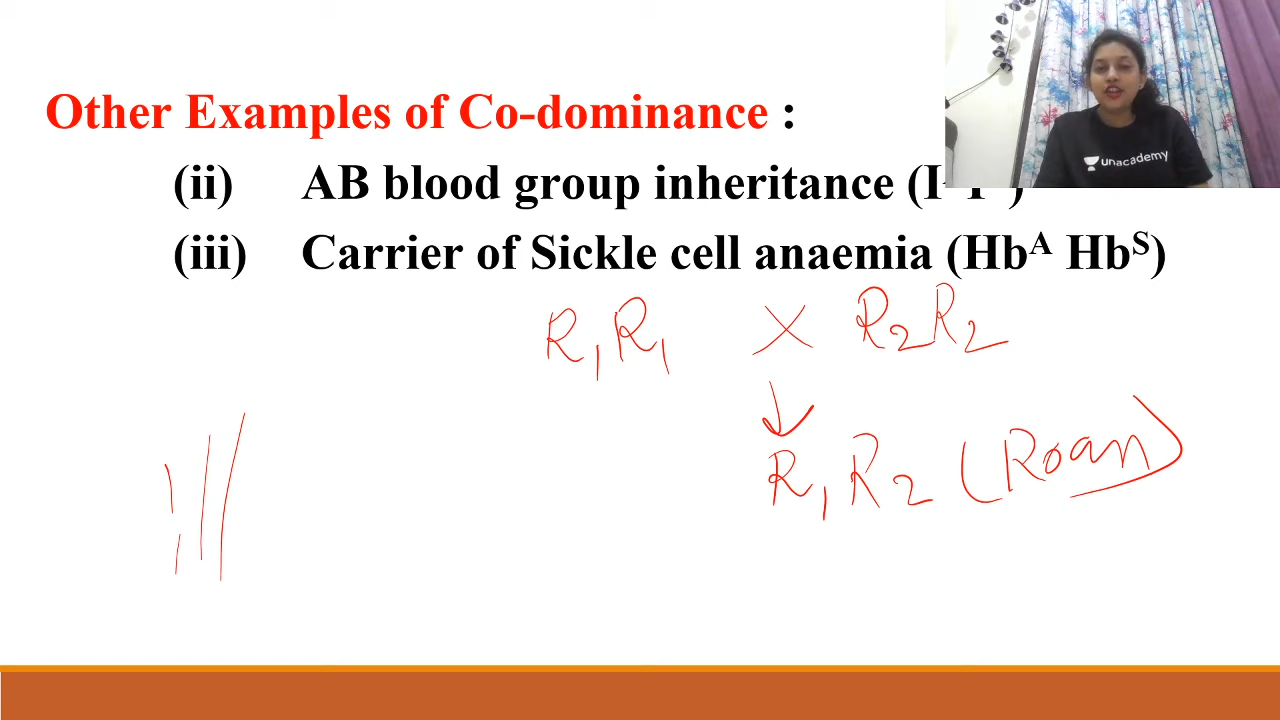 Other Examples of Co-dominance :
unacademy
(ii) AB blood group inheritance (I
(iii) Carrier of Sickle cell anaemia (Hbᴬ Hbˢ)
R₁R₁ X R₂R₂
↓
R₁R₂ (Roan)